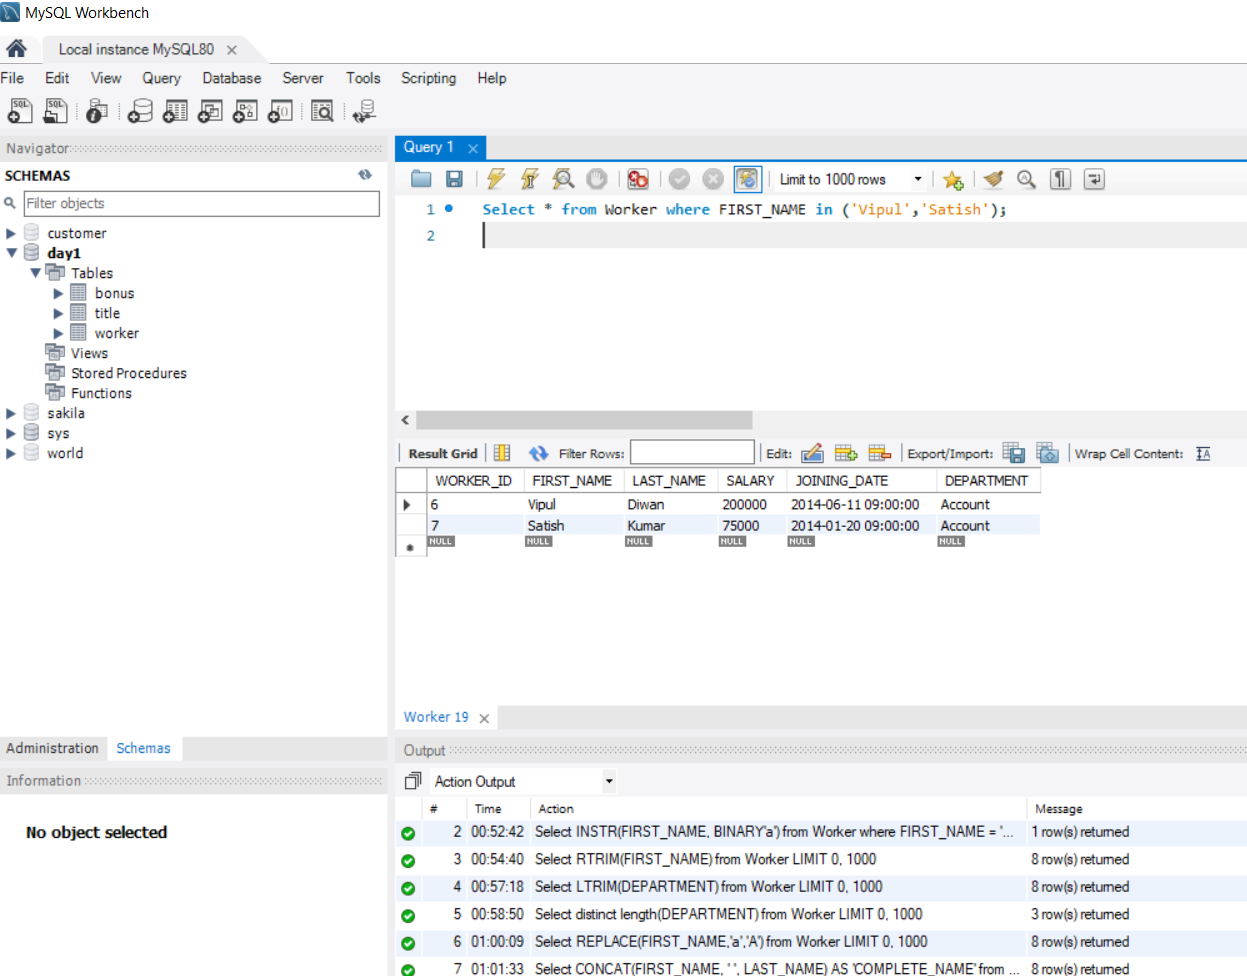 MySQL Workbench
Local instance MySQL80
File Edit View Query Database Server Tools Scripting Help
Navigator
SCHEMAS
Filter objects
customer
day1
Tables
bonus
title
worker
Views
Stored Procedures
Functions
sakila
sys
world
Administration Schemas
Information
No object selected
Query 1
Limit to 1000 rows
1 Select * from Worker where FIRST_NAME in ('Vipul','Satish');
2
Result Grid Filter Rows: Edit: Export/Import: Wrap Cell Content:
WORKER_ID FIRST_NAME LAST_NAME SALARY JOINING_DATE DEPARTMENT
6 Vipul Diwan 200000 2014-06-11 09:00:00 Account
7 Satish Kumar 75000 2014-01-20 09:00:00 Account
NULL NULL NULL NULL NULL NULL
Worker 19
Output
Action Output
# Time Action Message
2 00:52:42 Select INSTR(FIRST_NAME, BINARY'a') from Worker where FIRST_NAME = '... 1 row(s) returned
3 00:54:40 Select RTRIM(FIRST_NAME) from Worker LIMIT 0, 1000 8 row(s) returned
4 00:57:18 Select LTRIM(DEPARTMENT) from Worker LIMIT 0, 1000 8 row(s) returned
5 00:58:50 Select distinct length(DEPARTMENT) from Worker LIMIT 0, 1000 3 row(s) returned
6 01:00:09 Select REPLACE(FIRST_NAME,'a','A') from Worker LIMIT 0, 1000 8 row(s) returned
7 01:01:33 Select CONCAT(FIRST_NAME, ' ', LAST_NAME) AS 'COMPLETE_NAME' from ... 8 row(s) returned